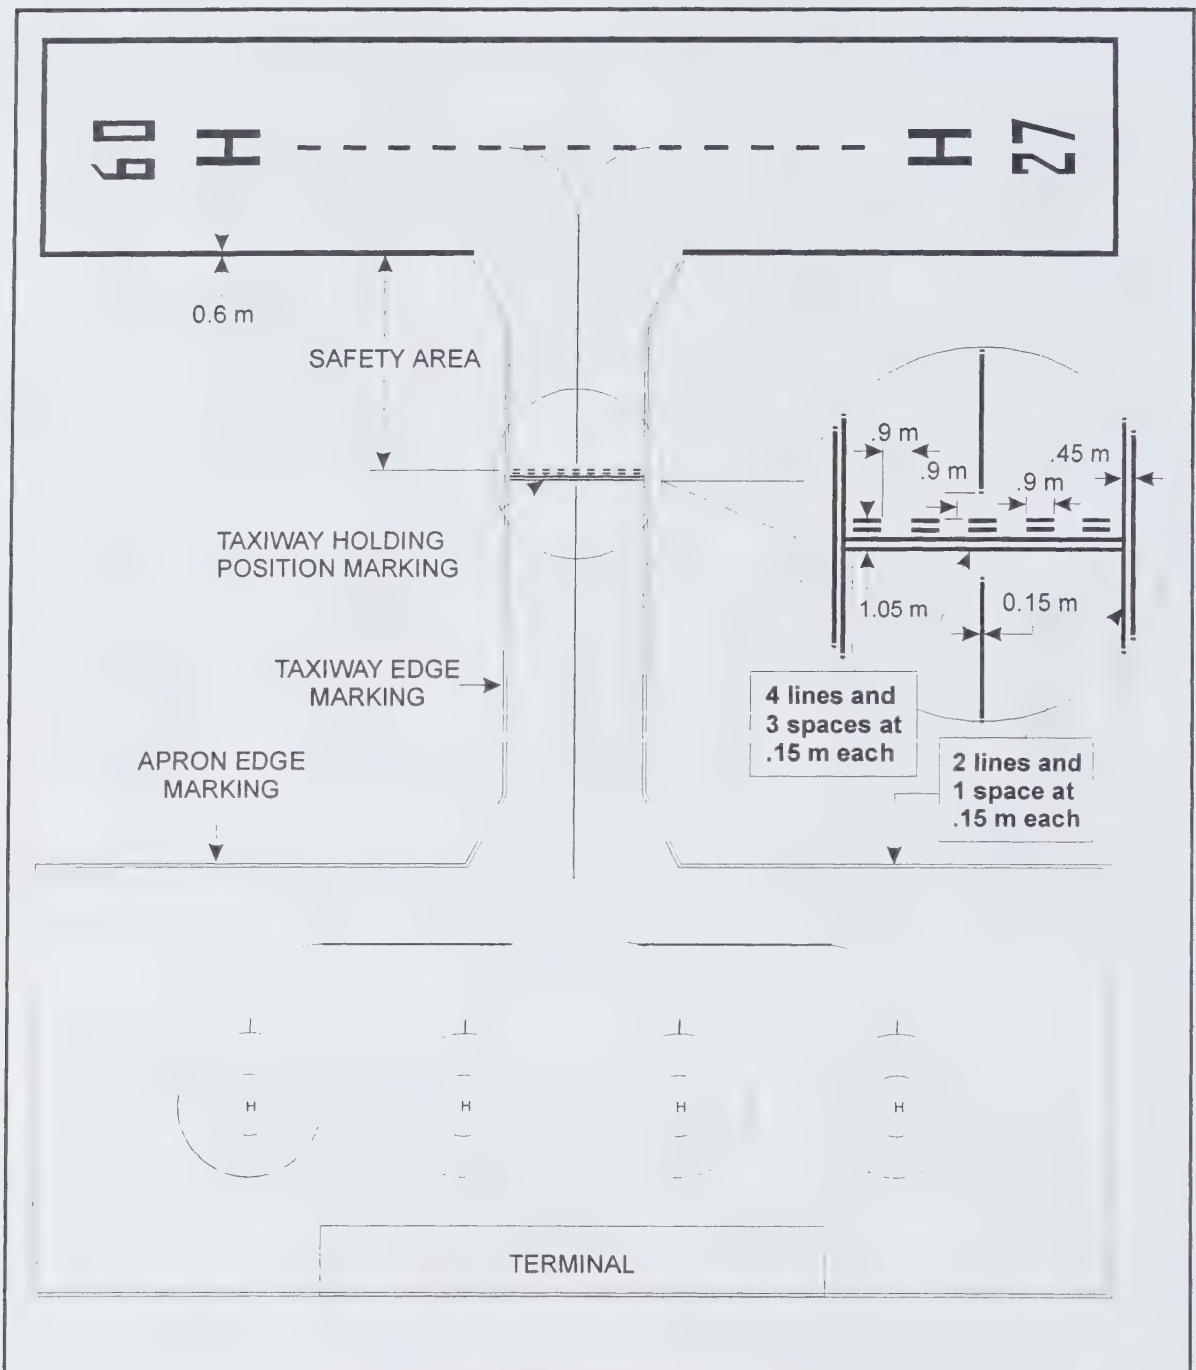 09
H
H
27
0.6 m
SAFETY AREA
.9 m
.9 m
.45 m
.9 m
TAXIWAY HOLDING
POSITION MARKING
1.05 m
0.15 m
TAXIWAY EDGE
MARKING
4 lines and
3 spaces at
.15 m each
APRON EDGE
MARKING
2 lines and
1 space at
.15 m each
H
H
H
H
TERMINAL